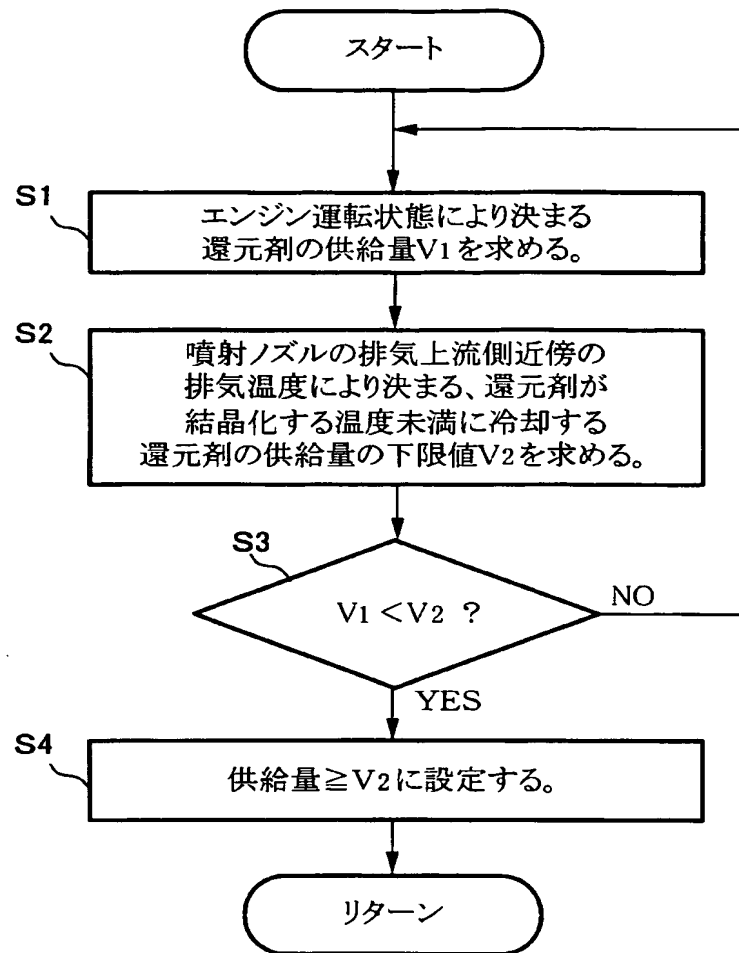 スタート
S1
エンジン運転状態により決まる
還元剤の供給量V1を求める。
S2
噴射ノズルの排気上流側近傍の
排気温度により決まる、還元剤が
結晶化する温度未満に冷却する
還元剤の供給量の下限値V2を求める。
S3
V1＜V2 ？
NO
YES
S4
供給量≧V2に設定する。
リターン